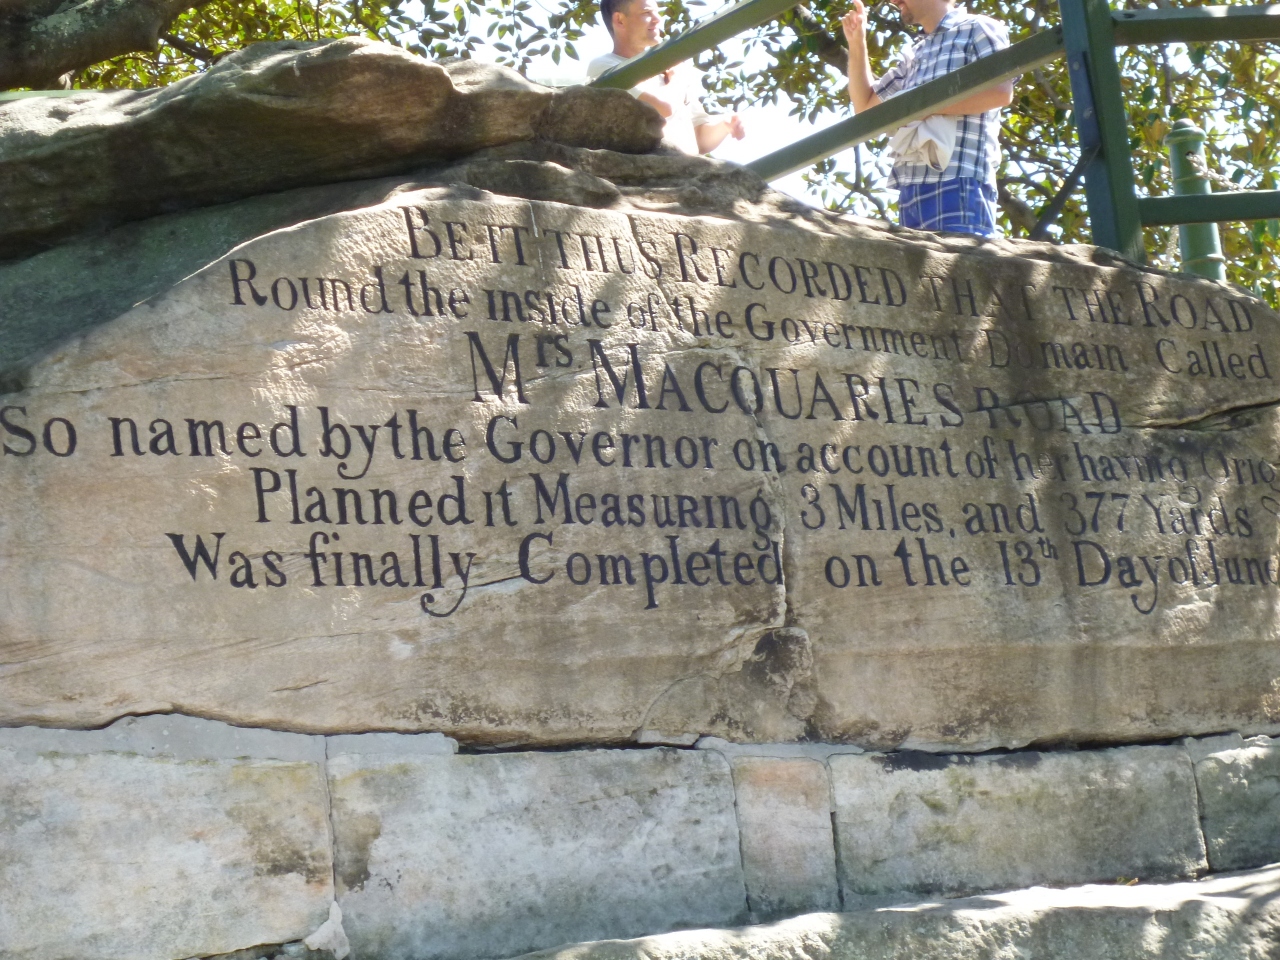 BE IT THUS RECORDED THAT THE ROAD
Round the inside of the Government Domain Called
Mrs. MACQUARIES ROAD
So named by the Governor on account of her having Orig
Planned it Measuring 3 Miles, and 377 Yards
Was finally Completed on the 13th Day of June